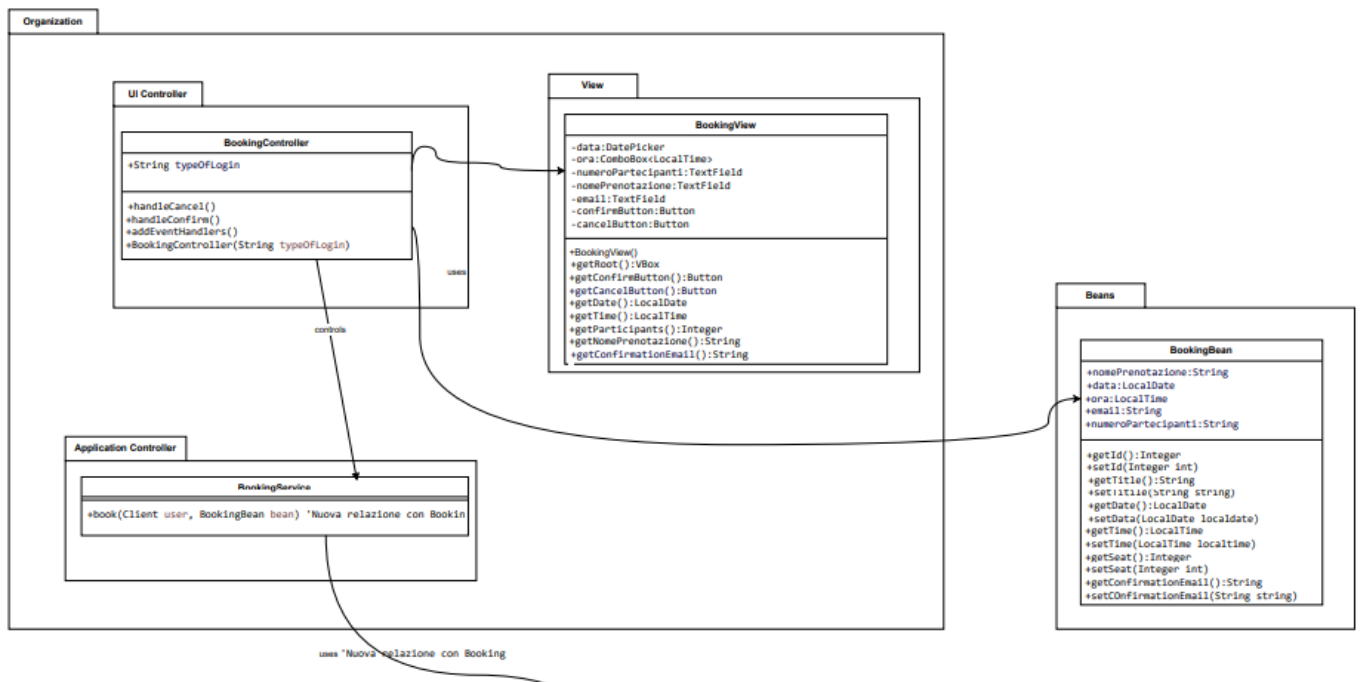 Organization
UI Controller
BookingController
+String typeOfLogin
+handleCancel()
+handleConfirm()
+addEventHandlers()
+BookingController(String typeOfLogin)
uses
controls
View
BookingView
-data:DatePicker
-ora:ComboBox<LocalTime>
-numeroPartecipanti:TextField
-nomePrenotazione:TextField
-email:TextField
-confirmButton:Button
-cancelButton:Button
+BookingView()
+getRoot():VBox
+getConfirmButton():Button
+getCancelButton():Button
+getDate():LocalDate
+getTime():LocalTime
+getParticipants():Integer
+getNomePrenotazione():String
+getConfirmationEmail():String
Application Controller
BookingService
+book(Client user, BookingBean bean) 'Nuova relazione con Bookin
uses 'Nuova relazione con Booking
Beans
BookingBean
+nomePrenotazione:String
+data:LocalDate
+ora:LocalTime
+email:String
+numeroPartecipanti:String
+getId():Integer
+setId(Integer int)
+getTitle():String
+setTitlle(String string)
+getDate():LocalDate
+setData(LocalDate localdate)
+getTime():LocalTime
+setTime(LocalTime localtime)
+getSeat():Integer
+setSeat(Integer int)
+getConfirmationEmail():String
+setCOnfirmationEmail(String string)